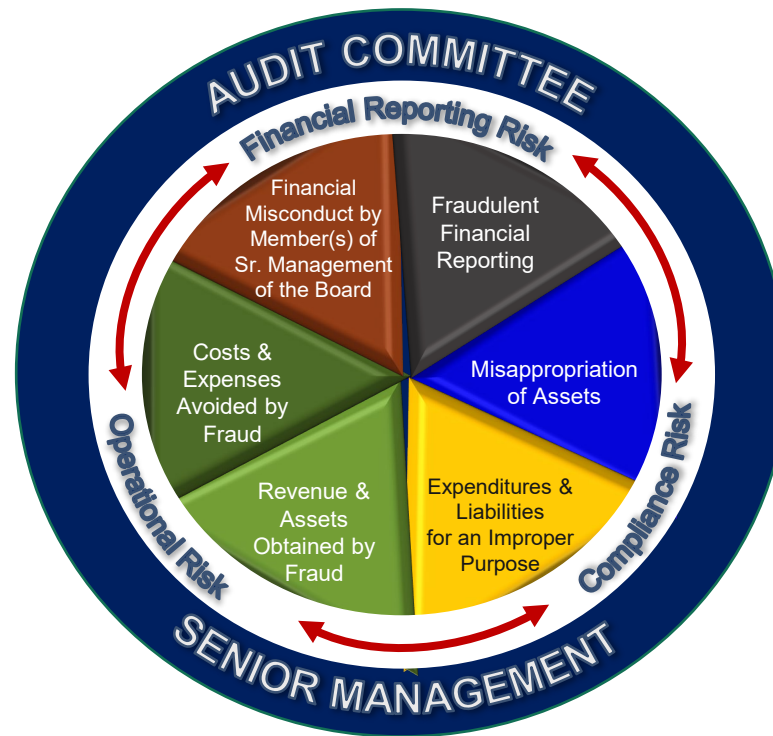 AUDIT COMMITTEE
Financial Reporting Risk
Financial
Misconduct by
Member(s) of
Sr. Management
of the Board
Fraudulent
Financial
Reporting
Costs &
Expenses
Avoided by
Fraud
Misappropriation
of Assets
Revenue &
Assets
Obtained by
Fraud
Expenditures &
Liabilities
for an Improper
Purpose
Operational Risk
Compliance Risk
SENIOR MANAGEMENT